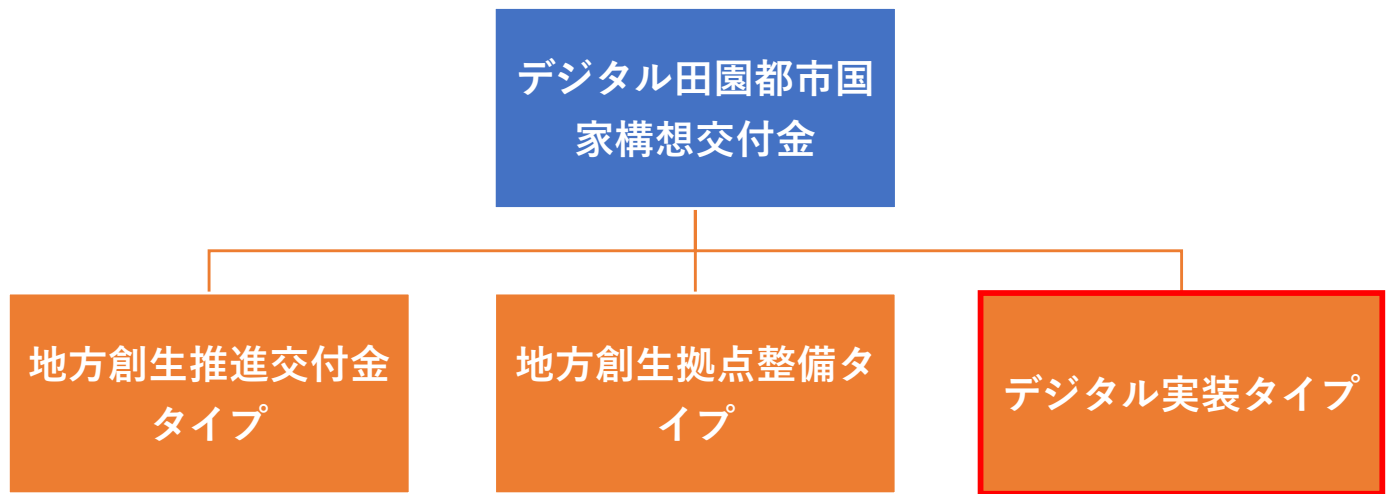 デジタル田園都市国
家構想交付金
地方創生推進交付金
タイプ
地方創生拠点整備タ
イプ
デジタル実装タイプ